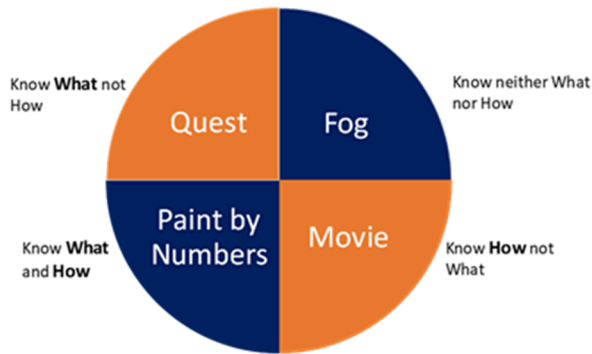 Know What not
How
Quest
Fog
Know neither What
nor How
Know What
and How
Paint by
Numbers
Movie
Know How not
What